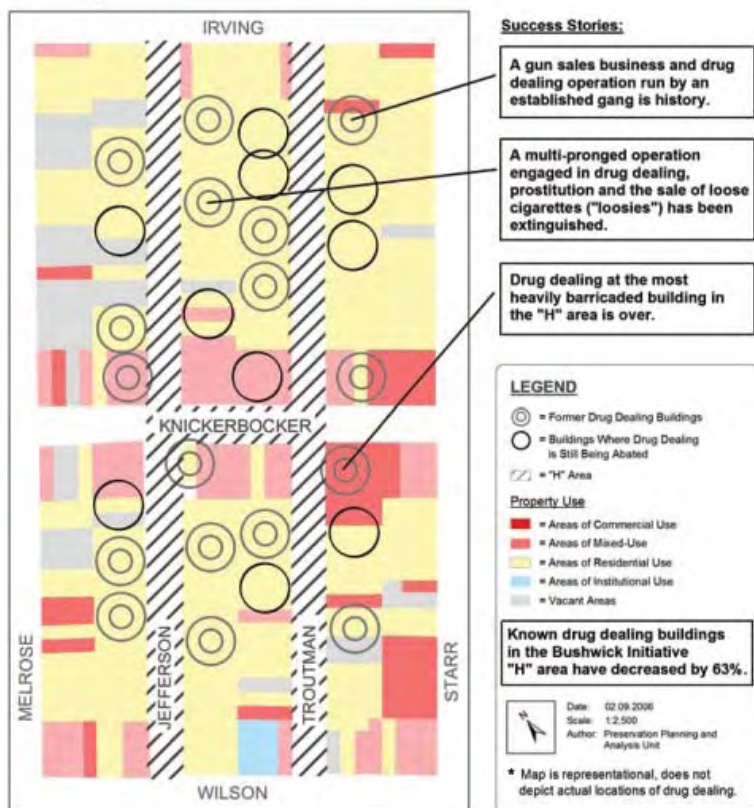 IRVING
KNICKERBOCKER
MELROSE
JEFFERSON
TROUTMAN
STARR
WILSON
Success Stories:
A gun sales business and drug
dealing operation run by an
established gang is history.
A multi-pronged operation
engaged in drug dealing,
prostitution and the sale of loose
cigarettes ("loosies") has been
extinguished.
Drug dealing at the most
heavily barricaded building in
the "H" area is over.
LEGEND
= Former Drug Dealing Buildings
= Buildings Where Drug Dealing
is Still Being Abated
= "H" Area
Property Use
= Areas of Commercial Use
= Areas of Mixed-Use
= Areas of Residential Use
= Areas of Institutional Use
= Vacant Areas
Known drug dealing buildings
in the Bushwick Initiative
"H" area have decreased by 63%.
N
Date: 02.09.2006
Scale: 1:2,500
Author: Preservation Planning and
Analysis Unit
* Map is representational, does not
depict actual locations of drug dealing.